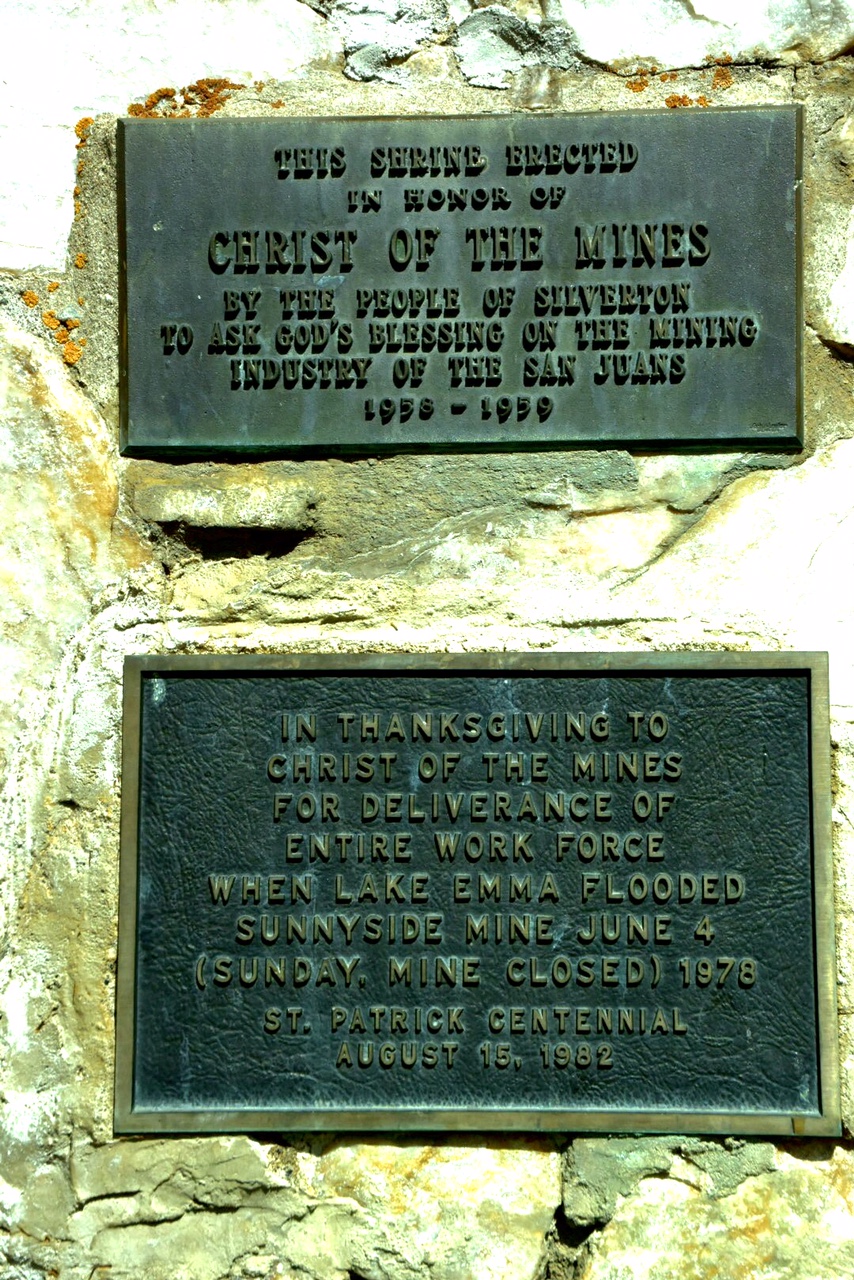 THIS SHRINE ERECTED
IN HONOR OF
CHRIST OF THE MINES
BY THE PEOPLE OF SILVERTON
TO ASK GOD'S BLESSING ON THE MINING
INDUSTRY OF THE SAN JUANS
1958 - 1959
IN THANKSGIVING TO
CHRIST OF THE MINES
FOR DELIVERANCE OF
ENTIRE WORK FORCE
WHEN LAKE EMMA FLOODED
SUNNYSIDE MINE JUNE 4
(SUNDAY, MINE CLOSED) 1978
ST. PATRICK CENTENNIAL
AUGUST 15, 1982